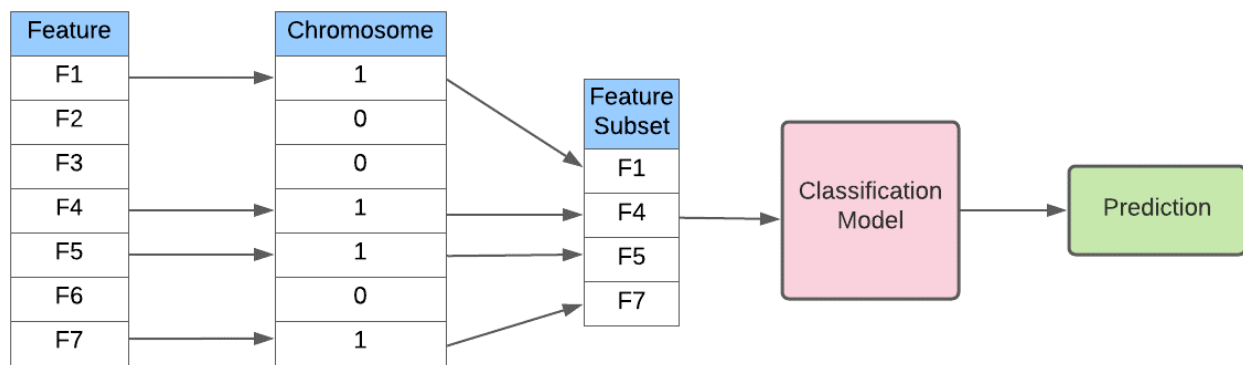 Feature
F1
F2
F3
F4
F5
F6
F7
Chromosome
1
0
0
1
1
0
1
Feature
Subset
F1
F4
F5
F7
Classification
Model
Prediction